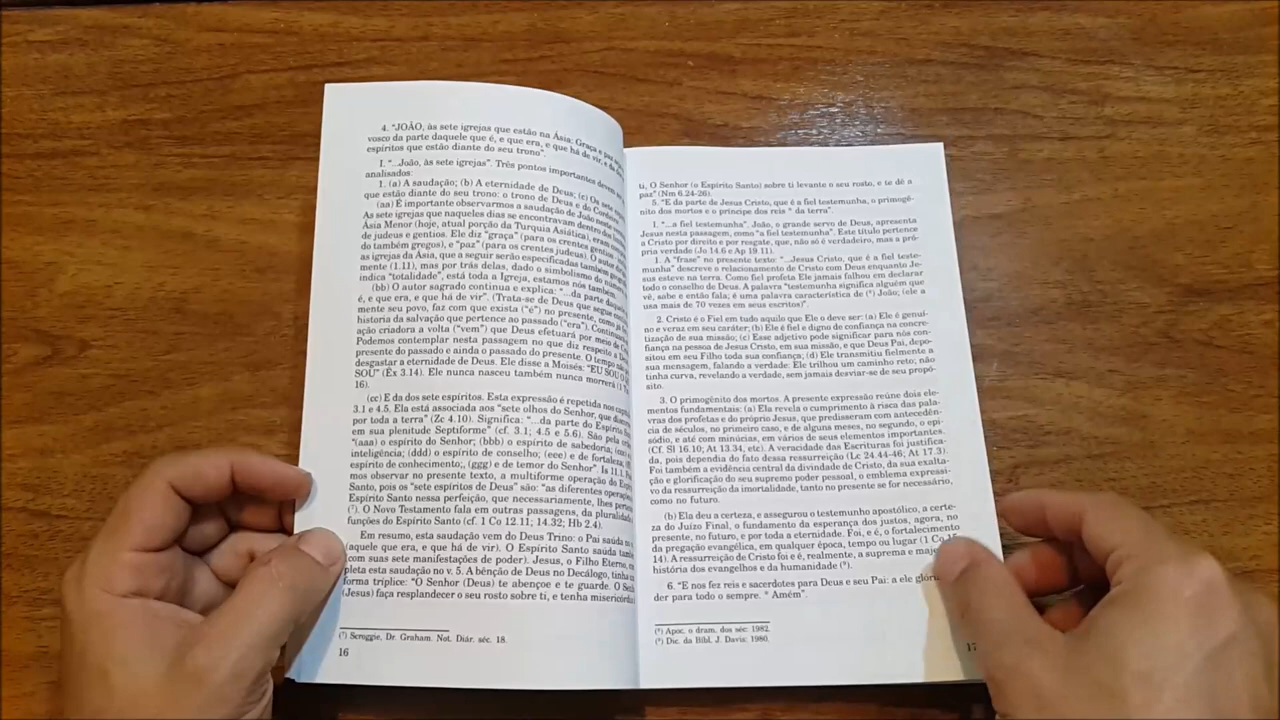 4. “JOÃO, às sete igrejas que estão na Ásia: Graça e paz
vosco da parte daquele que é, e que era, e que há de vir, e da
espíritos que estão diante do seu trono”.
I. “...João, às sete igrejas”. Três pontos importantes devem
analisados:
1. (a) A saudação; (b) A eternidade de Deus; (c) Os sete
que estão diante do seu trono: o trono de Deus e do Cordeiro.
(aa) É importante observarmos a saudação de João neste
As sete igrejas que naqueles dias se encontravam dentro dos
Ásia Menor (hoje, atual porção da Turquia Asiática), eram
de judeus e gentios. Ele diz “graça” (para os crentes gentios
do também gregos), e “paz” (para os crentes judeus). O autor
as igrejas da Ásia, que a seguir serão especificadas também
mente (1.11), mas por trás delas, dado o simbolismo do número
indica “totalidade”, está toda a Igreja, estamos nós também.
(bb) O autor sagrado continua e explica: “...da parte daquele
é, e que era, e que há de vir”. (Trata-se de Deus que segue
mente seu povo, faz com que exista (“é”) no presente, como já
história da salvação que pertence ao passado (“era”). Continuará
ação criadora a volta (“vem”) que Deus efetuará por meio de
Podemos contemplar nesta passagem no que diz respeito a
presente do passado e ainda o passado do presente. O tempo não
desgastar a eternidade de Deus. Ele disse a Moisés: “EU SOU O
SOU” (Êx 3.14). Ele nunca nasceu também nunca morrerá (1
16).
(cc) E da dos sete espíritos. Esta expressão é repetida nos
3.1 e 4.5. Ela está associada aos “sete olhos do Senhor, que
por toda a terra” (Zc 4.10). Significa: “...da parte do Espírito
em sua plenitude Septiforme” (cf. 3.1; 4.5 e 5.6). São pela
“(aaa) o espírito do Senhor; (bbb) o espírito de sabedoria;
inteligência; (ddd) o espírito de conselho; (eee) e de fortaleza;
espírito de conhecimento;, (ggg) e de temor do Senhor”. Is 11.
mos observar no presente texto, a multiforme operação do
Santo, pois os “sete espíritos de Deus” são: “as diferentes operações
Espírito Santo nessa perfeição, que necessariamente, lhes
(⁷). O Novo Testamento fala em outras passagens, da pluralidade
funções do Espírito Santo (cf. 1 Co 12.11; 14.32; Hb 2.4).
Em resumo, esta saudação vem do Deus Trino: o Pai saúda
(aquele que era, e que há de vir). O Espírito Santo saúda
com suas sete manifestações de poder). Jesus, o Filho Eterno,
pleta esta saudação no v. 5. A bênção de Deus no Decálogo, tinha
forma tríplice: “O Senhor (Deus) te abençoe e te guarde. O
(Jesus) faça resplandecer o seu rosto sobre ti, e tenha
(⁷) Scroggie, Dr. Graham. Not. Diár. séc. 18.
16
ti, O Senhor (o Espírito Santo) sobre ti levante o seu rosto, e te dê a
paz” (Nm 6.24-26).
5. “E da parte de Jesus Cristo, que é a fiel testemunha, o primogê-
nito dos mortos e o príncipe dos reis * da terra”.
I. “...a fiel testemunha”. João, o grande servo de Deus, apresenta
Jesus nesta passagem, como “a fiel testemunha”. Este título pertence
a Cristo por direito e por resgate, que, não só é verdadeiro, mas a pró-
pria verdade (Jo 14.6 e Ap 19.11).
1. A “frase” no presente texto: “...Jesus Cristo, que é a fiel teste-
munha” descreve o relacionamento de Cristo com Deus enquanto Je-
sus esteve na terra. Como fiel profeta Ele jamais falhou em declarar
todo o conselho de Deus. A palavra “testemunha significa alguém que
vê, sabe e então fala; é uma palavra característica de (⁸) João; (ele a
usa mais de 70 vezes em seus escritos)”.
2. Cristo é o Fiel em tudo aquilo que Ele o deve ser: (a) Ele é genuí-
no e veraz em seu caráter; (b) Ele é fiel e digno de confiança na concre-
tização de sua missão; (c) Esse adjetivo pode significar para nós con-
fiança na pessoa de Jesus Cristo, em sua missão, e que Deus Pai, depo-
sitou em seu Filho toda sua confiança; (d) Ele transmitiu fielmente a
sua mensagem, falando a verdade: Ele trilhou um caminho reto, não
tinha curva, revelando a verdade, sem jamais desviar-se de seu propó-
sito.
3. O primogênito dos mortos. A presente expressão reúne dois ele-
mentos fundamentais: (a) Ela revela o cumprimento à risca das pala-
vras dos profetas e do próprio Jesus, que predisseram com antecedên-
cia de séculos, no primeiro caso, e de alguns meses, no segundo, o epi-
sódio, e até com minúcias, em vários de seus elementos importantes.
(Cf. Sl 16.10; At 13.34, etc). A veracidade das Escrituras foi justifica-
da, pois dependia do fato dessa ressurreição (Lc 24.44-46; At 17.3).
Foi também a evidência central da divindade de Cristo, da sua exalta-
ção e glorificação do seu supremo poder pessoal, o emblema expressi-
vo da ressurreição da imortalidade, tanto no presente se for necessário,
como no futuro.
(b) Ela deu a certeza, e assegurou o testemunho apostólico, a certe-
za do Juízo Final, o fundamento da esperança dos justos, agora, no
presente, no futuro, e por toda a eternidade. Foi, e é, o fortalecimento
da pregação evangélica, em qualquer época, tempo ou lugar (1 Co
14). A ressurreição de Cristo foi e é, realmente, a suprema e
história dos evangelhos e da humanidade (⁹).
6. “E nos fez reis e sacerdotes para Deus e seu Pai: a ele
der para todo o sempre. * Amém”.
(⁸) Apoc. o dram. dos séc: 1982.
(⁹) Dic. da Bíbl. J. Davis: 1980.
17